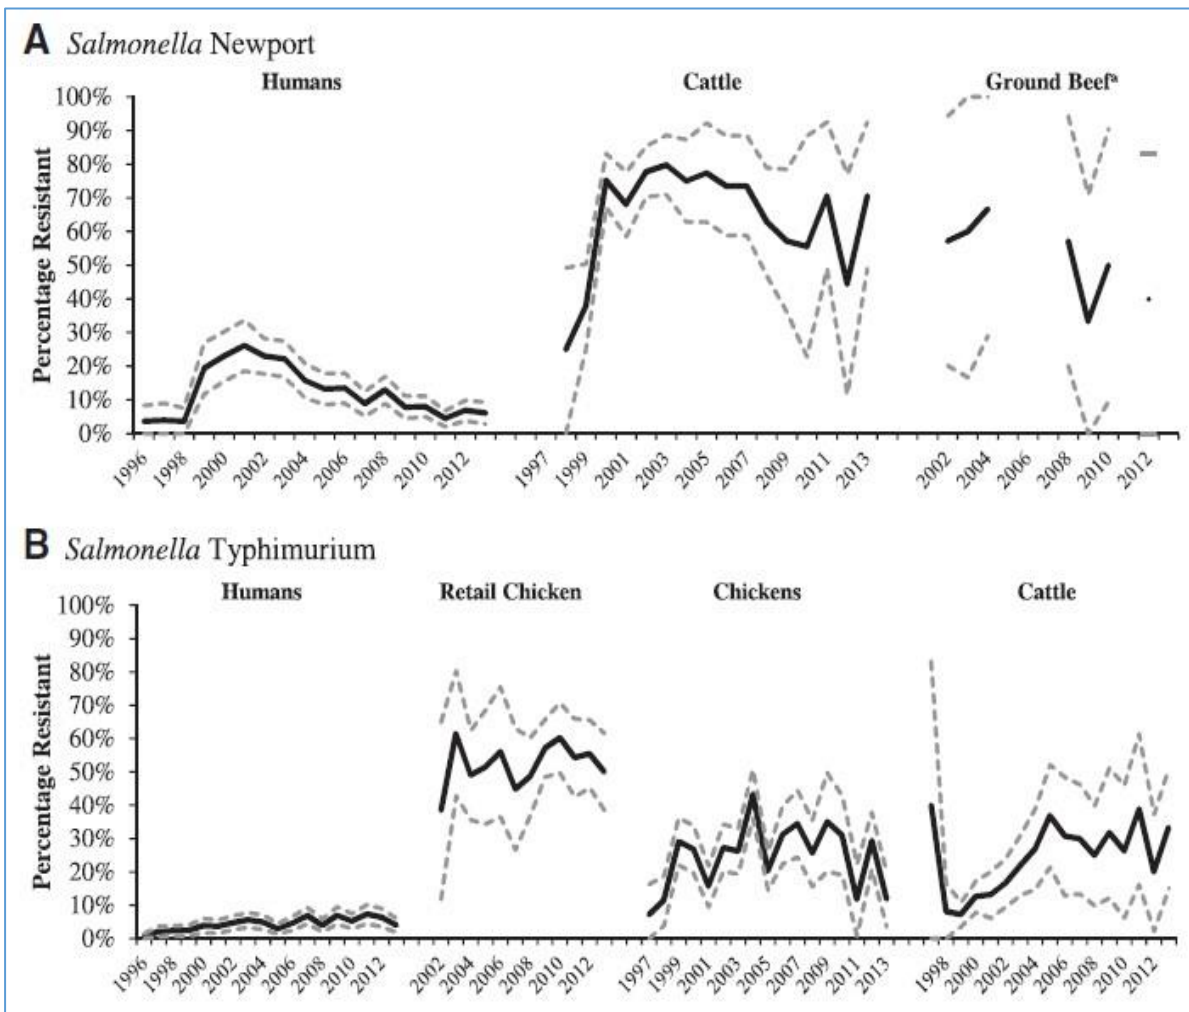 A Salmonella Newport
Humans Cattle Ground Beefᵃ
100%
90%
80%
70%
60%
50%
40%
30%
20%
10%
0%
Percentage Resistant
1996 1998 2000 2002 2004 2006 2008 2010 2012 1997 1999 2001 2003 2005 2007 2009 2011 2013 2002 2004 2006 2008 2010 2012
B Salmonella Typhimurium
Humans Retail Chicken Chickens Cattle
100%
90%
80%
70%
60%
50%
40%
30%
20%
10%
0%
Percentage Resistant
1996 1998 2000 2002 2004 2006 2008 2010 2012 2002 2004 2006 2008 2010 2012 1997 1999 2001 2003 2005 2007 2009 2011 2013 1998 2000 2002 2004 2006 2008 2010 2012